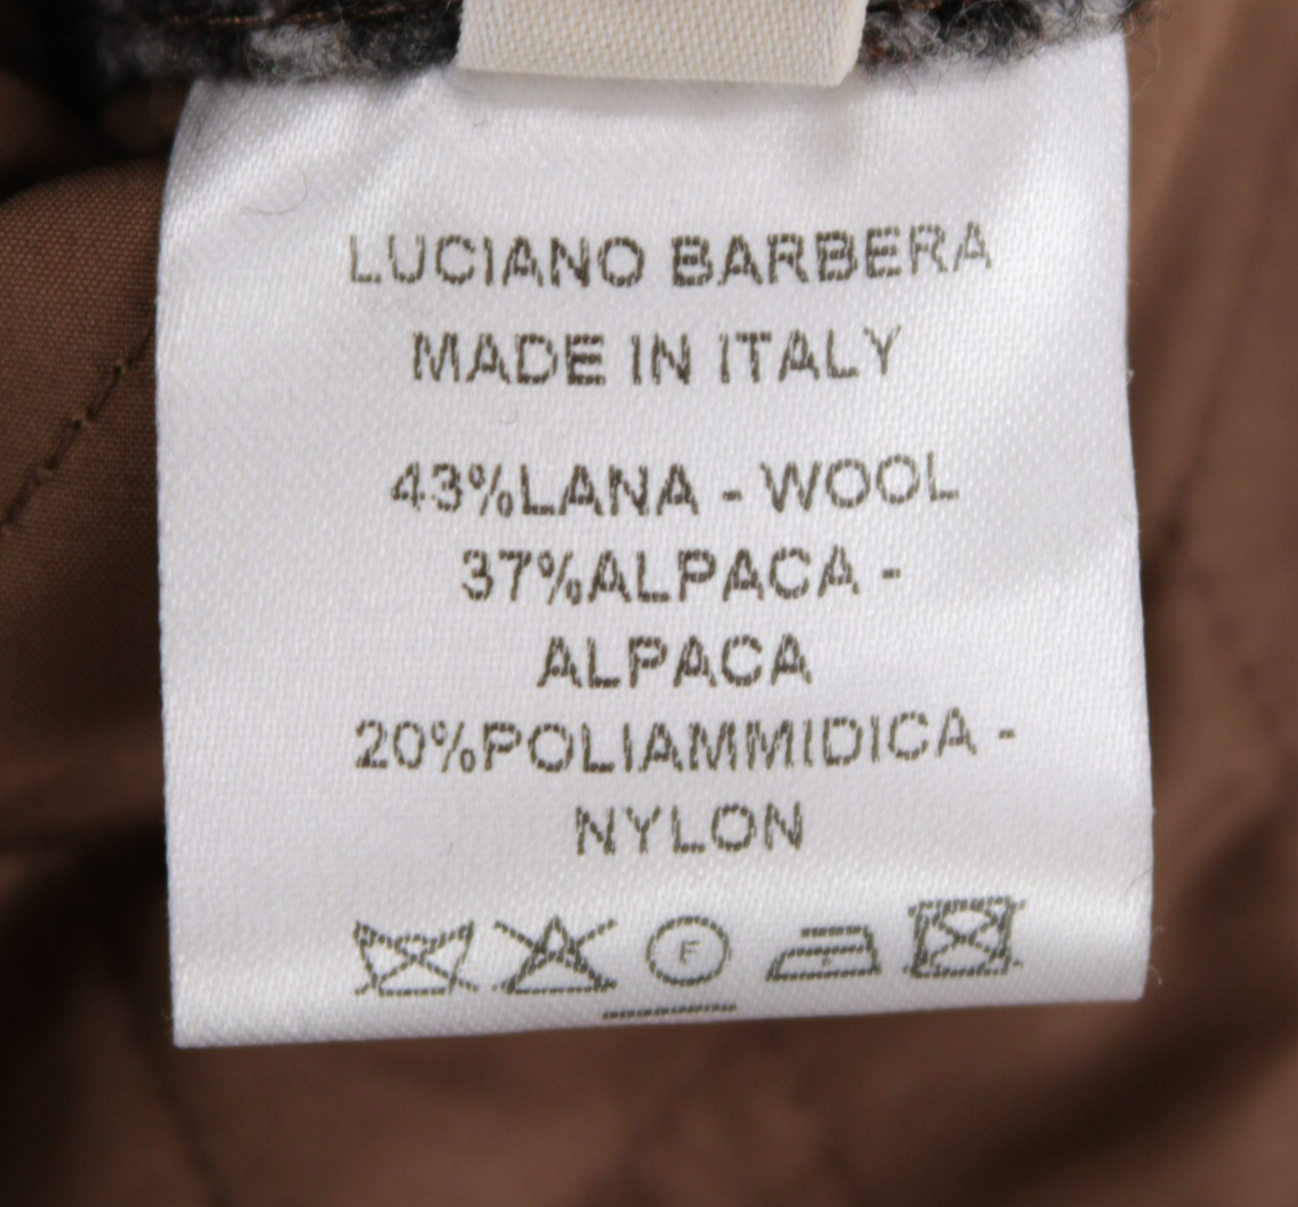 LUCIANO BARBERA
MADE IN ITALY
43%LANA - WOOL
37%ALPACA -
ALPACA
20%POLIAMMIDICA -
NYLON
F